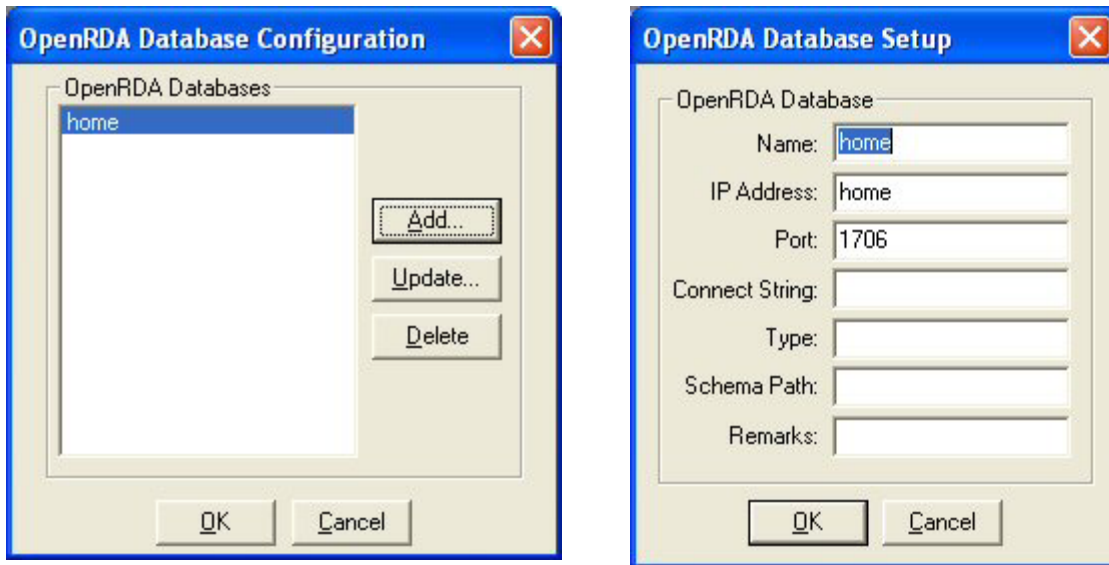 OpenRDA Database Configuration
OpenRDA Databases
home
Add...
Update...
Delete
OK
Cancel
OpenRDA Database Setup
OpenRDA Database
Name: home
IP Address: home
Port: 1706
Connect String:
Type:
Schema Path:
Remarks:
OK
Cancel